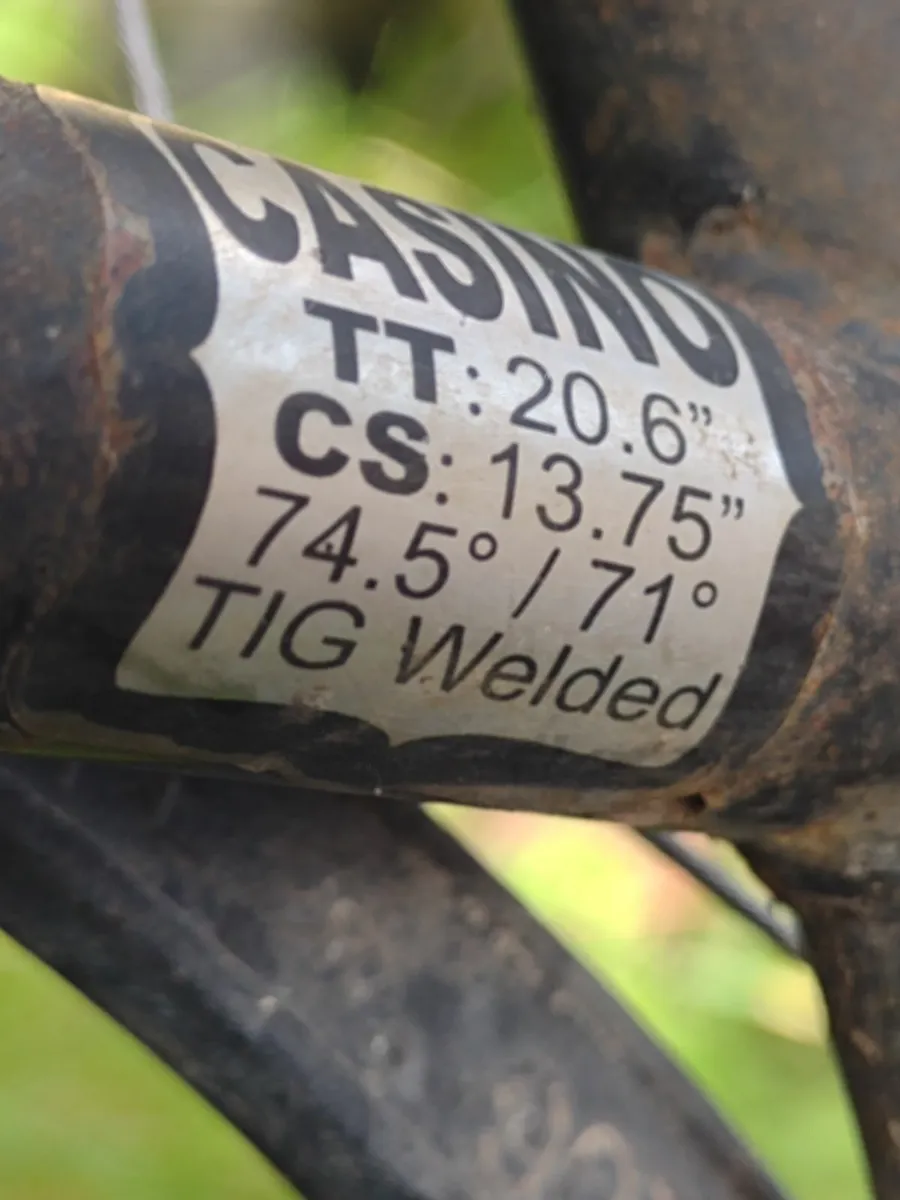 CASINO
TT: 20.6”
CS: 13.75”
74.5° / 71°
TIG Welded